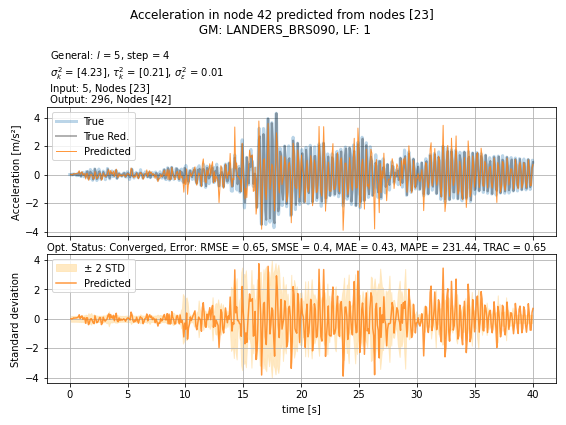 Acceleration in node 42 predicted from nodes [23]
GM: LANDERS_BRS090, LF: 1
General: l = 5, step = 4
σ²ₖ = [4.23], τ²ₖ = [0.21], σ²ε = 0.01
Input: 5, Nodes [23]
Output: 296, Nodes [42]
True
True Red.
Predicted
Acceleration [m/s²]
4
2
0
−2
−4
Opt. Status: Converged, Error: RMSE = 0.65, SMSE = 0.4, MAE = 0.43, MAPE = 231.44, TRAC = 0.65
± 2 STD
Predicted
Standard deviation
4
2
0
−2
−4
0 5 10 15 20 25 30 35 40
time [s]